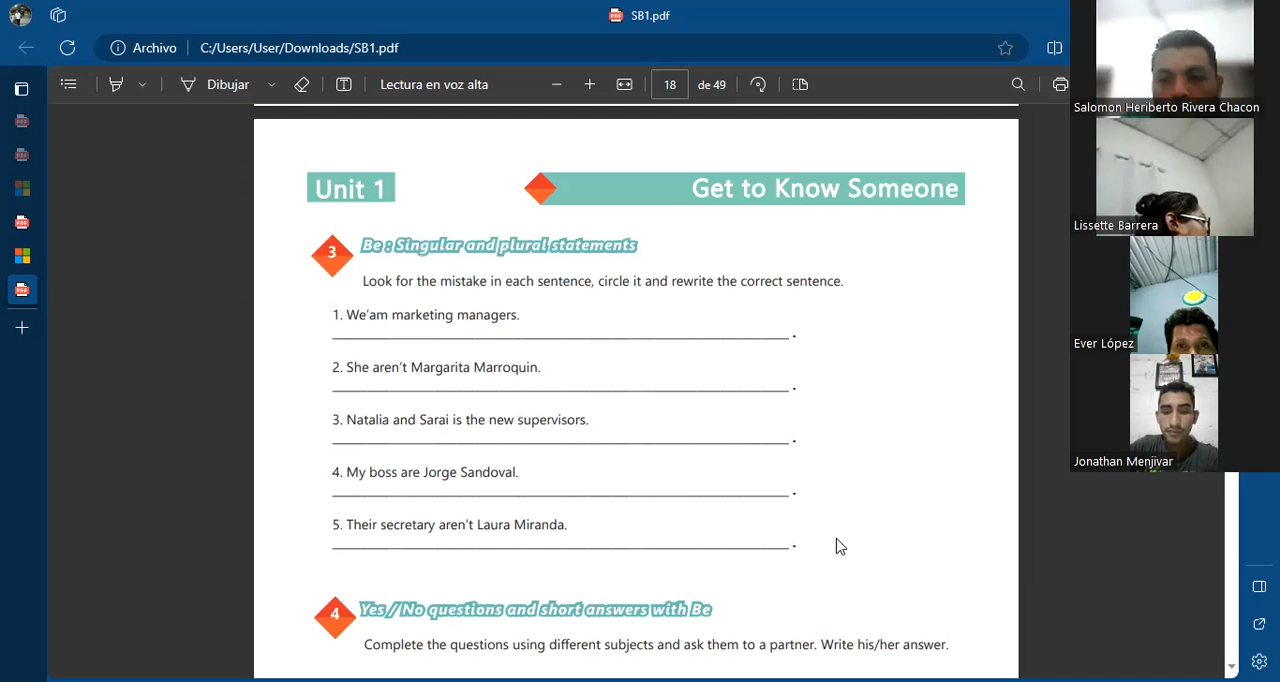 SB1.pdf
Archivo
C:/Users/User/Downloads/SB1.pdf
Dibujar
Lectura en voz alta
18
de 49
Salomon Heriberto Rivera Chacon
Lissette Barrera
Ever López
Jonathan Menjivar
Unit 1
Get to Know Someone
3
Be : Singular and plural statements
Look for the mistake in each sentence, circle it and rewrite the correct sentence.
1. We'am marketing managers.
2. She aren't Margarita Marroquin.
3. Natalia and Sarai is the new supervisors.
4. My boss are Jorge Sandoval.
5. Their secretary aren't Laura Miranda.
4
Yes / No questions and short answers with Be
Complete the questions using different subjects and ask them to a partner. Write his/her answer.